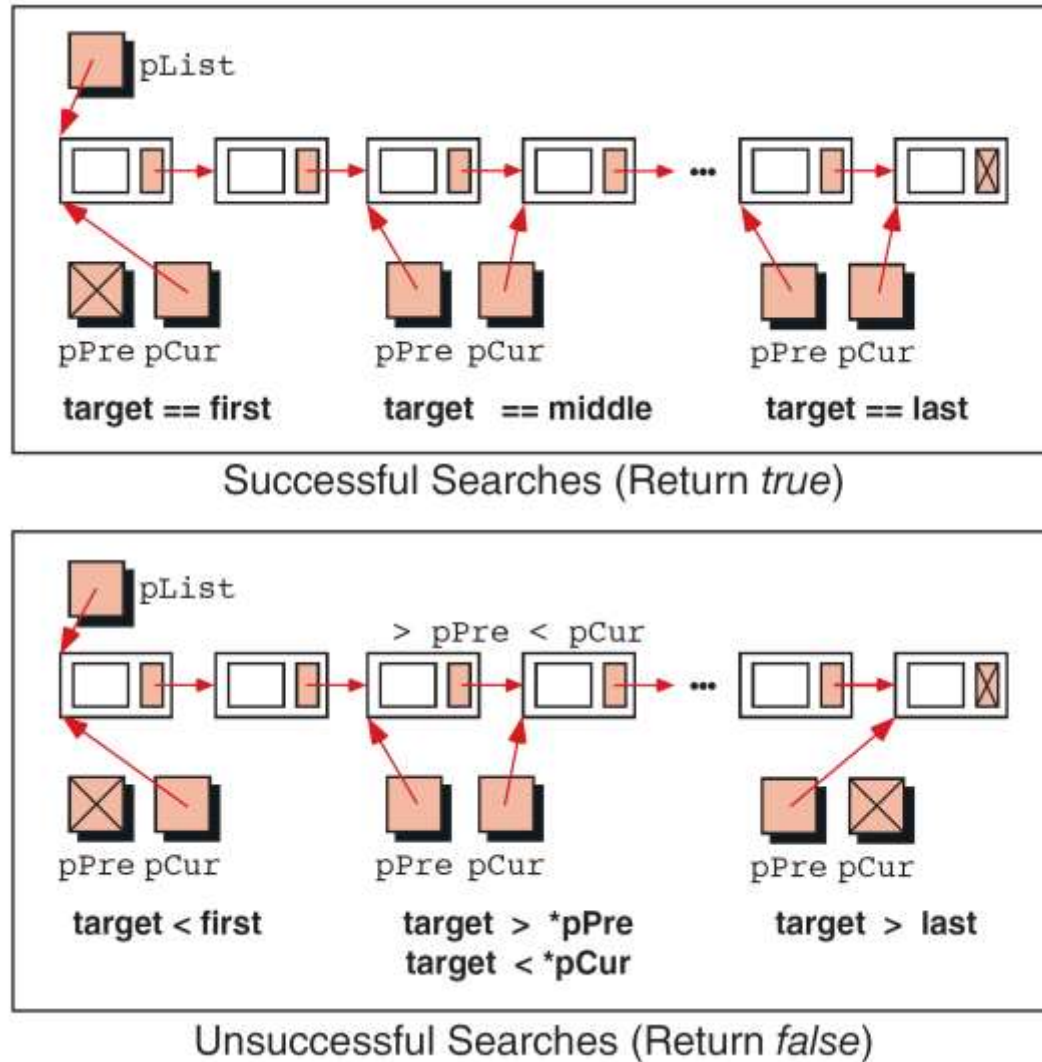 pList
•••
pPre pCur pPre pCur pPre pCur
target == first target == middle target == last
Successful Searches (Return true)
pList
> pPre < pCur
•••
pPre pCur pPre pCur pPre pCur
target < first target > *pPre target > last
target < *pCur
Unsuccessful Searches (Return false)